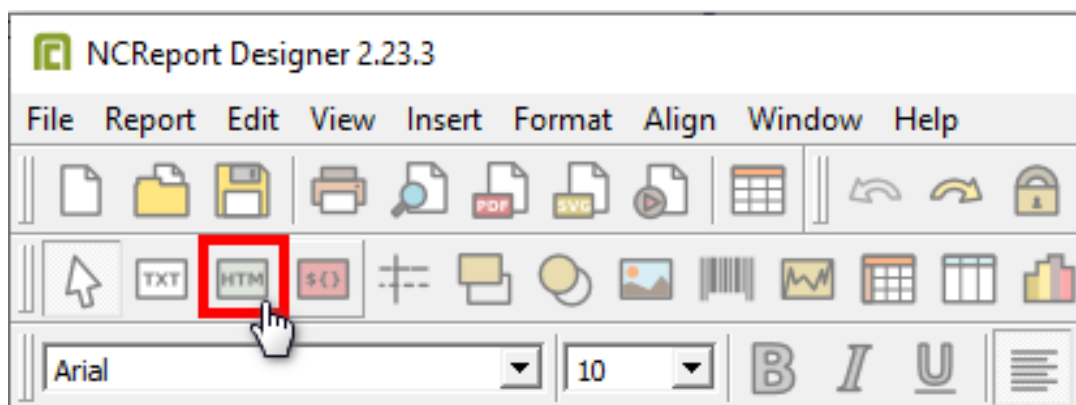 NCReport Designer 2.23.3
File Report Edit View Insert Format Align Window Help
PDF SVG
TXT HTM ${}
Arial 10 B I U